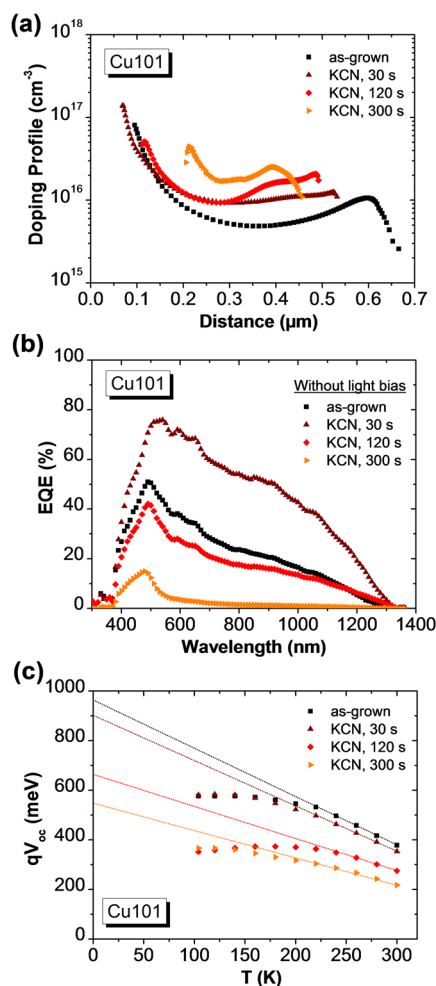 (a)
Cu101
as-grown
KCN, 30 s
KCN, 120 s
KCN, 300 s
Doping Profile (cm-3)
10^18
10^17
10^16
10^15
0.0 0.1 0.2 0.3 0.4 0.5 0.6 0.7
Distance (μm)
(b)
Cu101
Without light bias
as-grown
KCN, 30 s
KCN, 120 s
KCN, 300 s
EQE (%)
100
80
60
40
20
0
400 600 800 1000 1200 1400
Wavelength (nm)
(c)
as-grown
KCN, 30 s
KCN, 120 s
KCN, 300 s
qVoc (meV)
1000
800
600
400
200
0
Cu101
0 50 100 150 200 250 300
T (K)